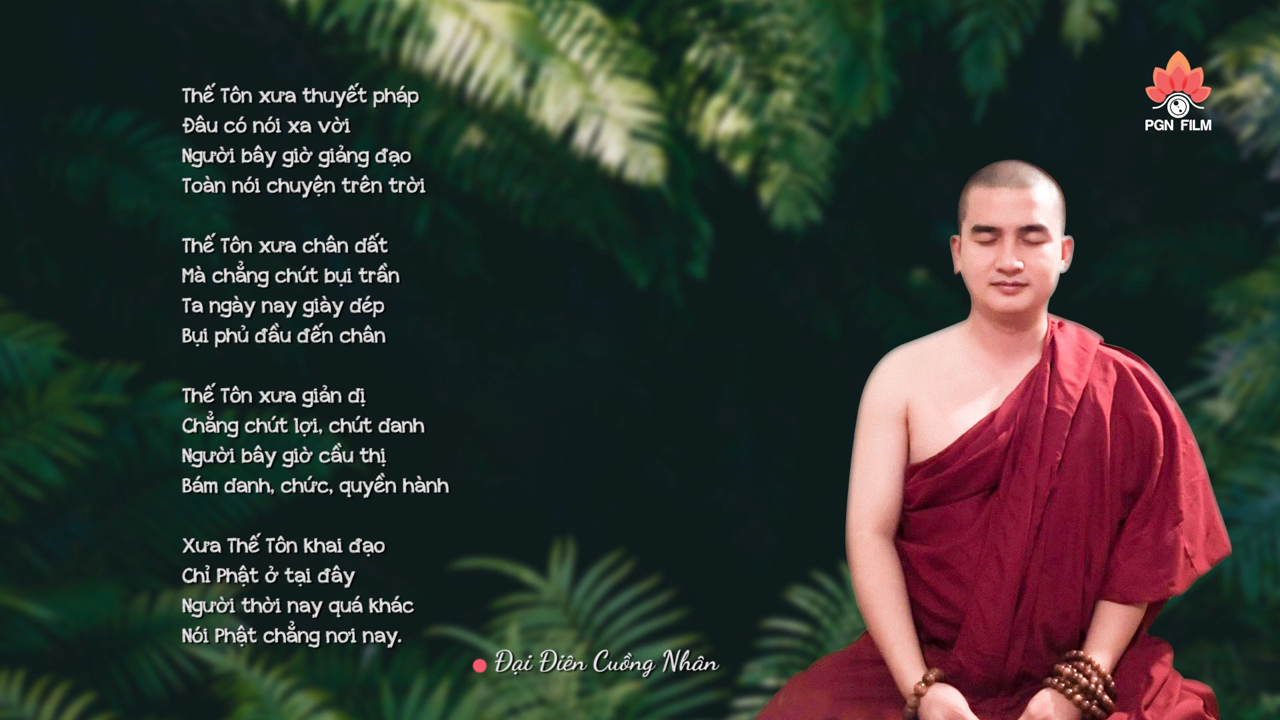 Thế Tôn xưa thuyết pháp
Đâu có nói xa vời
Người bây giờ giảng đạo
Toàn nói chuyện trên trời
Thế Tôn xưa chân đất
Mà chẳng chút bụi trần
Ta ngày nay giày dép
Bụi phủ đầu đến chân
Thế Tôn xưa giản dị
Chẳng chút lợi, chút danh
Người bây giờ cầu thị
Bám danh, chức, quyền hành
Xưa Thế Tôn khai đạo
Chỉ Phật ở tại đây
Người thời nay quá khác
Nói Phật chẳng nơi nay.
Đại Điên Cuồng Nhân
PGN FILM